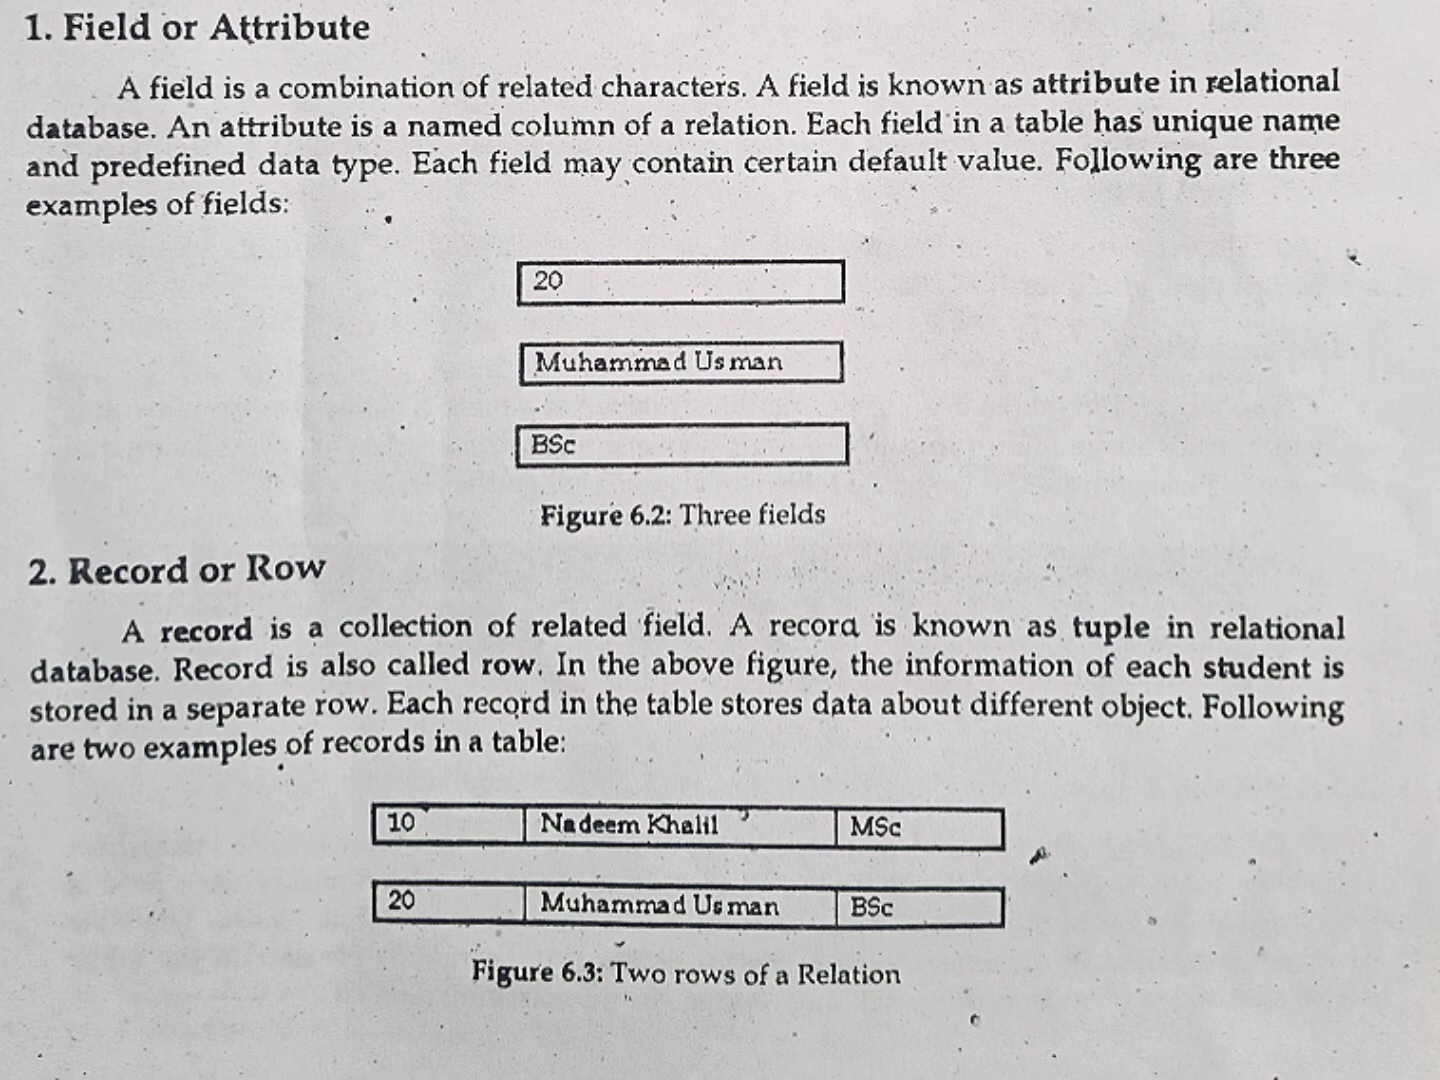 1. Field or Attribute
A field is a combination of related characters. A field is known as attribute in relational
database. An attribute is a named column of a relation. Each field in a table has unique name
and predefined data type. Each field may contain certain default value. Following are three
examples of fields:
20
Muhammad Usman
BSc
Figure 6.2: Three fields
2. Record or Row
A record is a collection of related field. A record is known as tuple in relational
database. Record is also called row. In the above figure, the information of each student is
stored in a separate row. Each record in the table stores data about different object. Following
are two examples of records in a table:
10 Nadeem Khalil MSc
20 Muhammad Usman BSc
Figure 6.3: Two rows of a Relation